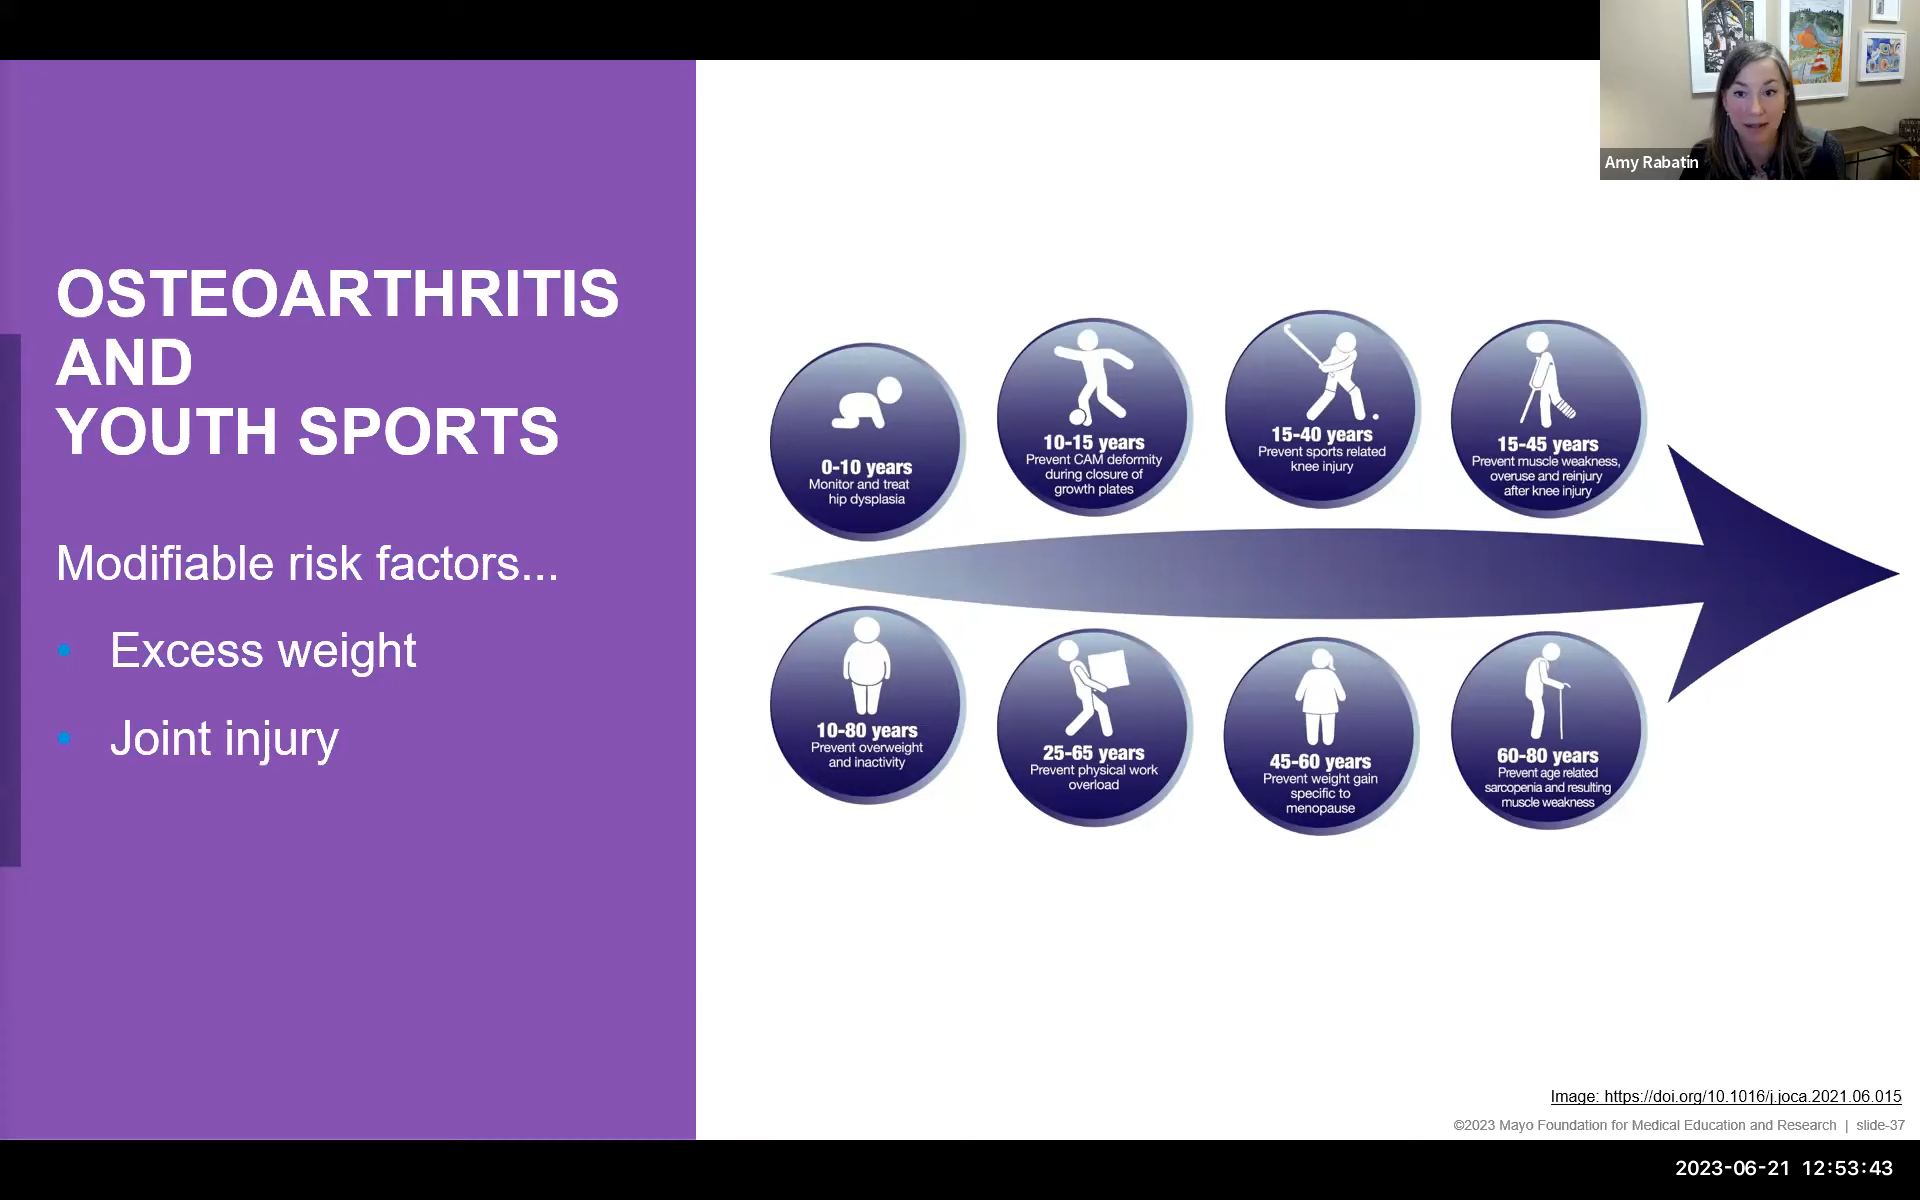 Amy Rabatin
OSTEOARTHRITIS
AND
YOUTH SPORTS
Modifiable risk factors...
• Excess weight
• Joint injury
0-10 years
Monitor and treat
hip dysplasia
10-15 years
Prevent CAM deformity
during closure of
growth plates
15-40 years
Prevent sports related
knee injury
15-45 years
Prevent muscle weakness,
overuse and reinjury
after knee injury
10-80 years
Prevent overweight
and inactivity
25-65 years
Prevent physical work
overload
45-60 years
Prevent weight gain
specific to
menopause
60-80 years
Prevent age related
sarcopenia and resulting
muscle weakness
Image: https://doi.org/10.1016/j.joca.2021.06.015
©2023 Mayo Foundation for Medical Education and Research | slide-37
2023-06-21 12:53:43